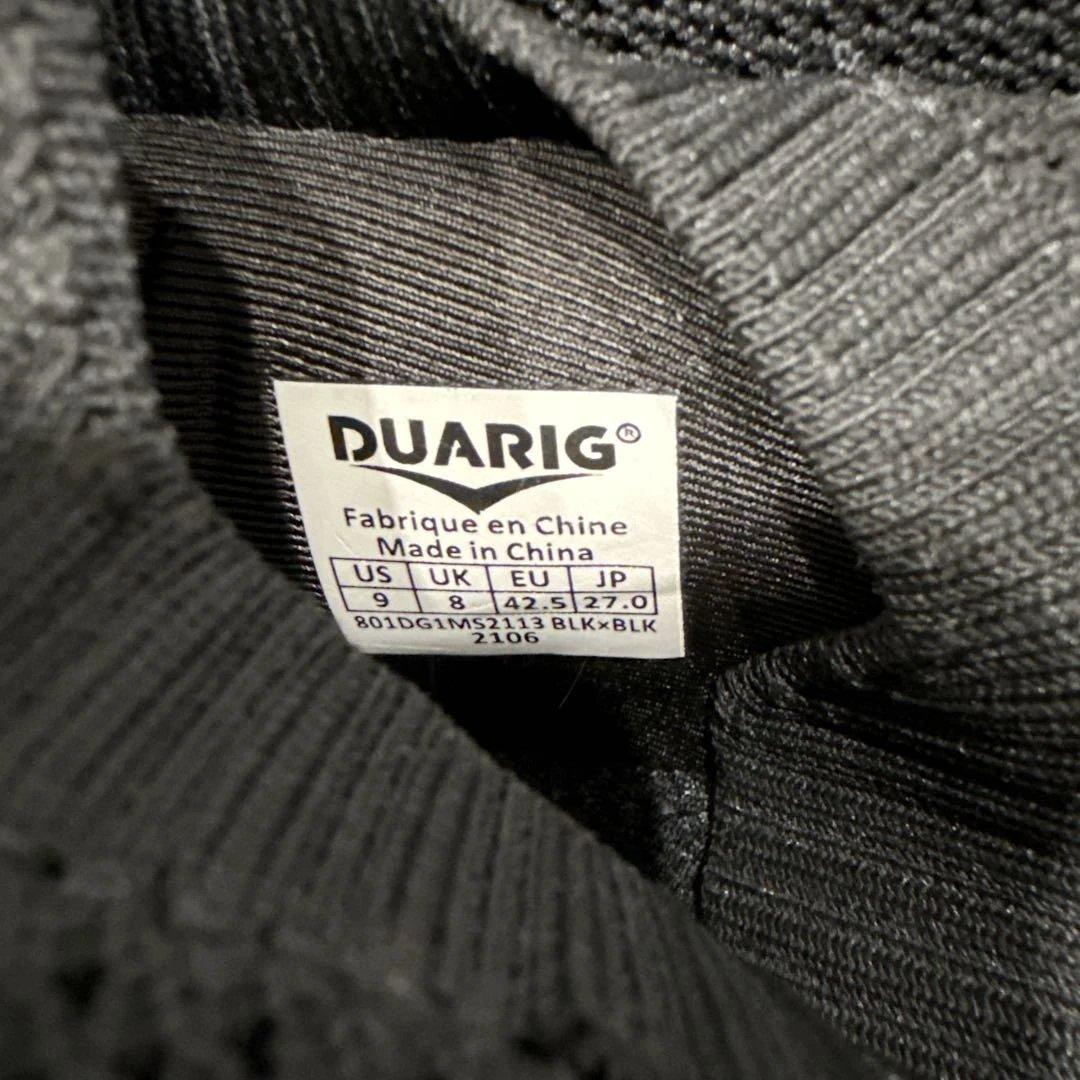 DUARIG®
Fabrique en Chine
Made in China
US UK EU JP
9 8 42.5 27.0
801DG1MS2113 BLK×BLK
2106